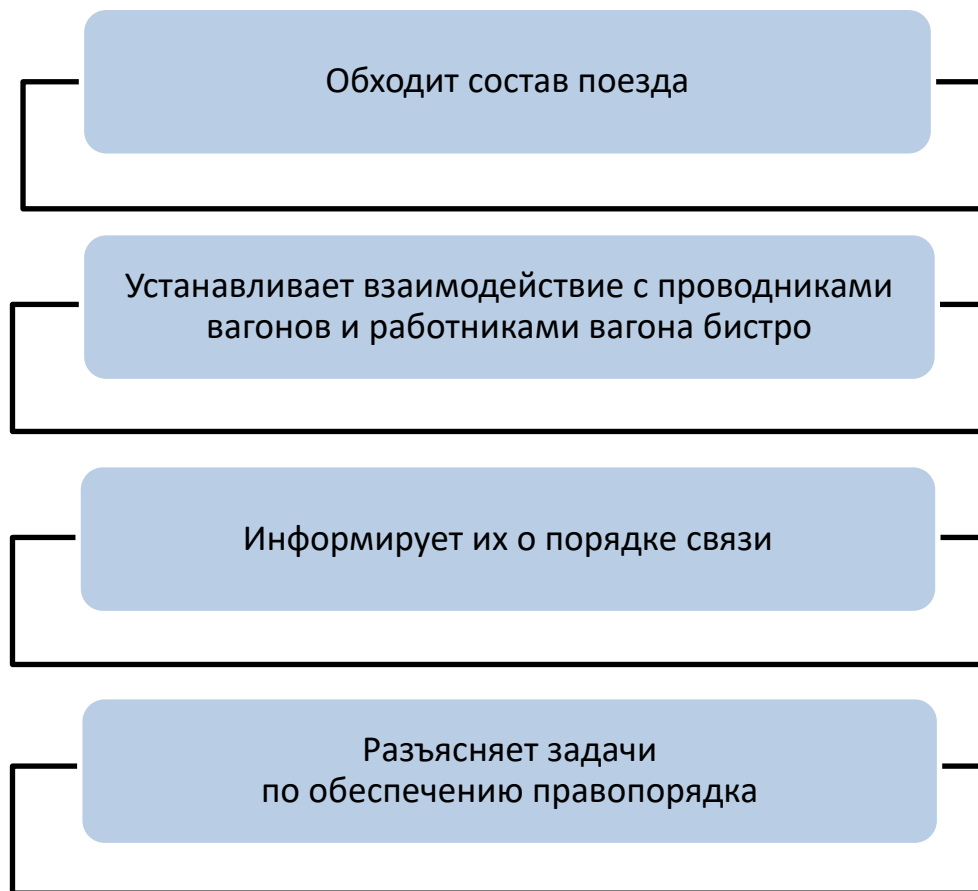 Обходит состав поезда
Устанавливает взаимодействие с проводниками
вагонов и работниками вагона бистро
Информирует их о порядке связи
Разъясняет задачи
по обеспечению правопорядка